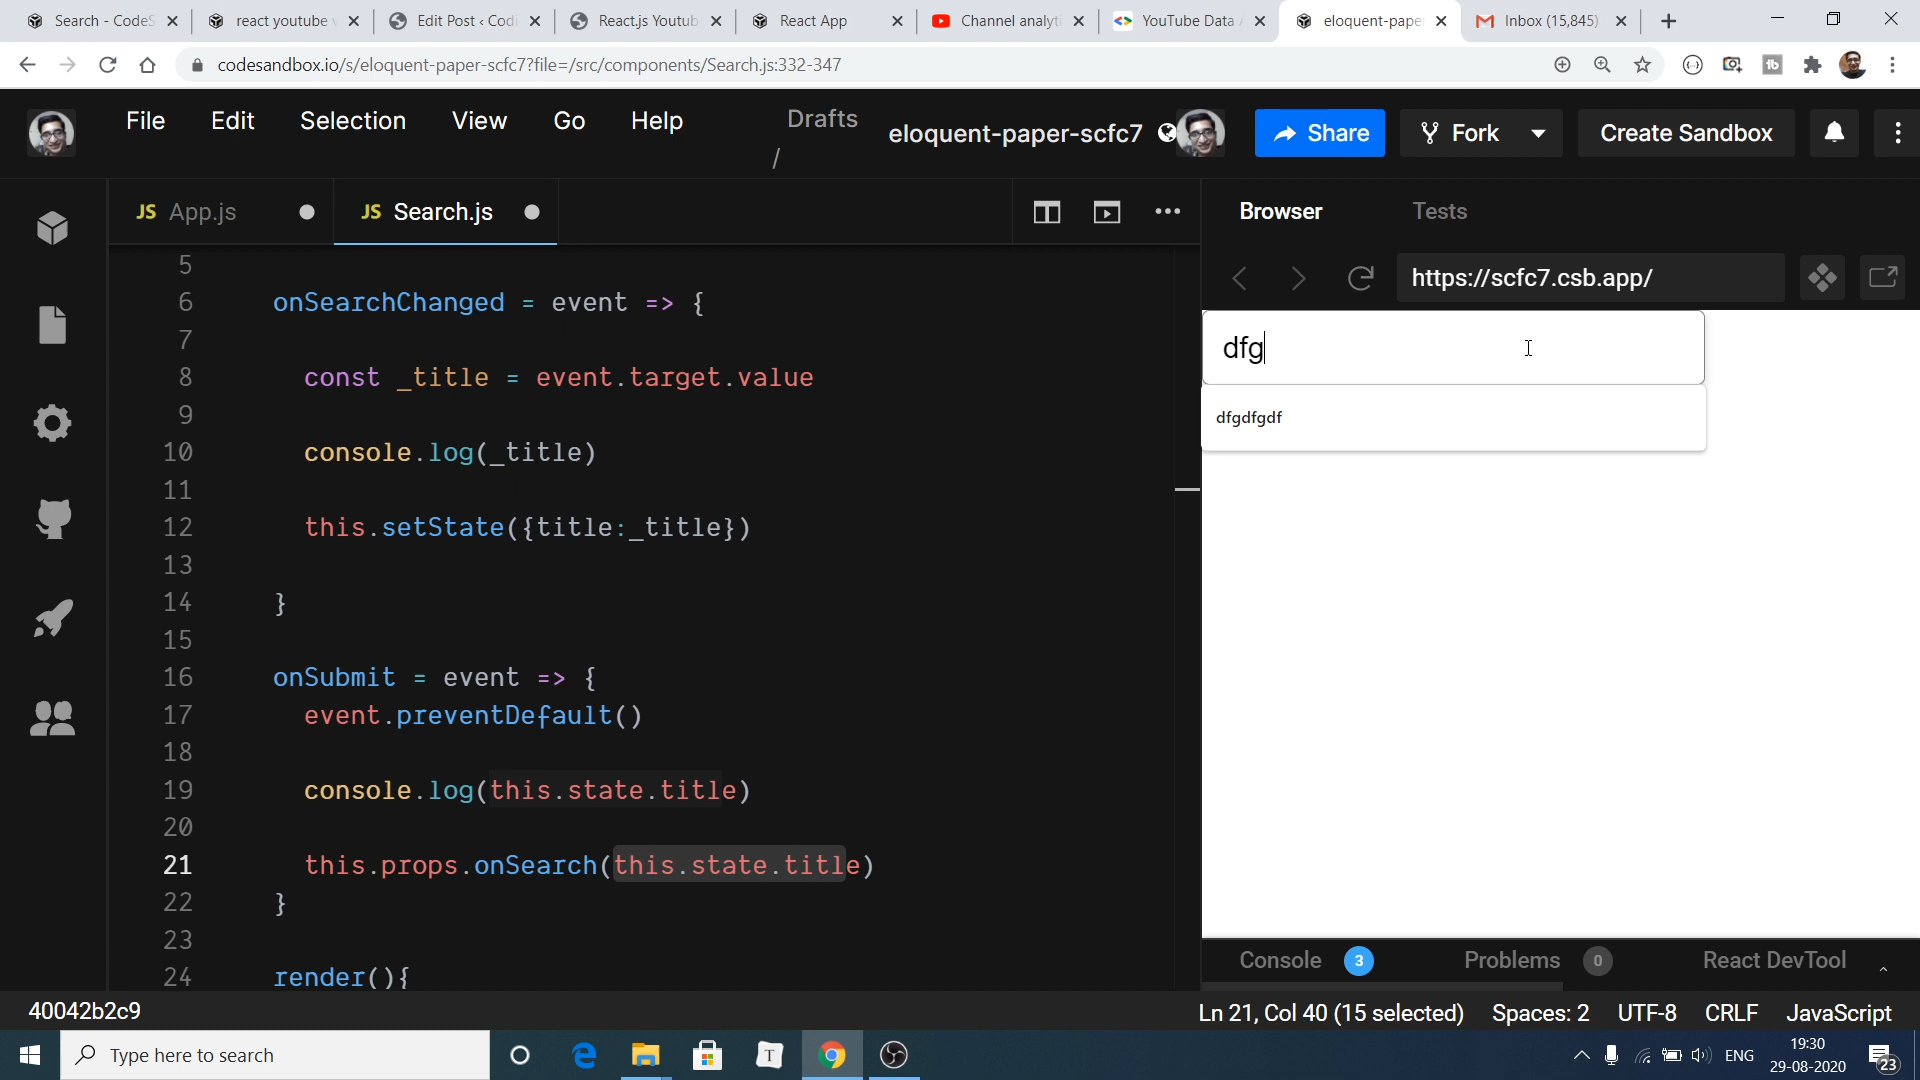 Search - CodeS
react youtube v
Edit Post ‹ Codi
React.js Youtub
React App
Channel analyti
YouTube Data A
eloquent-paper
Inbox (15,845)
codesandbox.io/s/eloquent-paper-scfc7?file=/src/components/Search.js:332-347
File Edit Selection View Go Help
Drafts
/
eloquent-paper-scfc7
Share
Fork
Create Sandbox
JS App.js
JS Search.js
Browser
Tests
https://scfc7.csb.app/
5
6 onSearchChanged = event => {
7
8 const _title = event.target.value
9
10 console.log(_title)
11
12 this.setState({title:_title})
13
14 }
15
16 onSubmit = event => {
17 event.preventDefault()
18
19 console.log(this.state.title)
20
21 this.props.onSearch(this.state.title)
22 }
23
24 render(){
dfg
dfgdfgdf
Console 3
Problems 0
React DevTool
40042b2c9
Ln 21, Col 40 (15 selected) Spaces: 2 UTF-8 CRLF JavaScript
Type here to search
T
ENG
19:30
29-08-2020
23